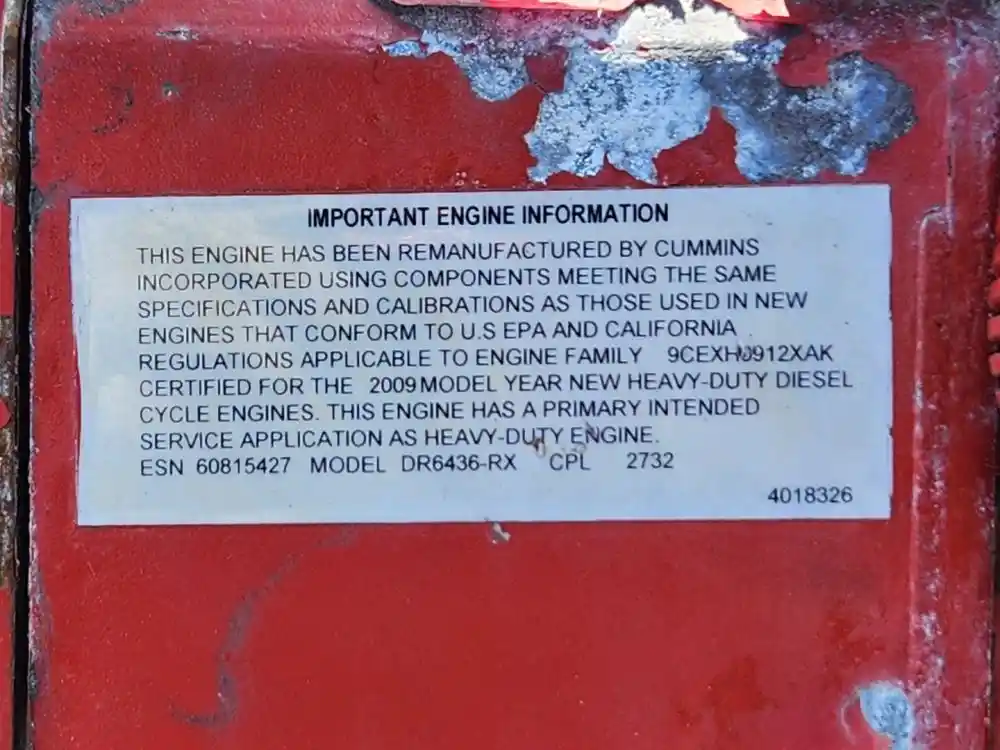 IMPORTANT ENGINE INFORMATION
THIS ENGINE HAS BEEN REMANUFACTURED BY CUMMINS
INCORPORATED USING COMPONENTS MEETING THE SAME
SPECIFICATIONS AND CALIBRATIONS AS THOSE USED IN NEW
ENGINES THAT CONFORM TO U.S EPA AND CALIFORNIA
REGULATIONS APPLICABLE TO ENGINE FAMILY 9CEXH0912XAK
CERTIFIED FOR THE 2009 MODEL YEAR NEW HEAVY-DUTY DIESEL
CYCLE ENGINES. THIS ENGINE HAS A PRIMARY INTENDED
SERVICE APPLICATION AS HEAVY-DUTY ENGINE.
ESN 60815427 MODEL DR6436-RX CPL 2732
4018326